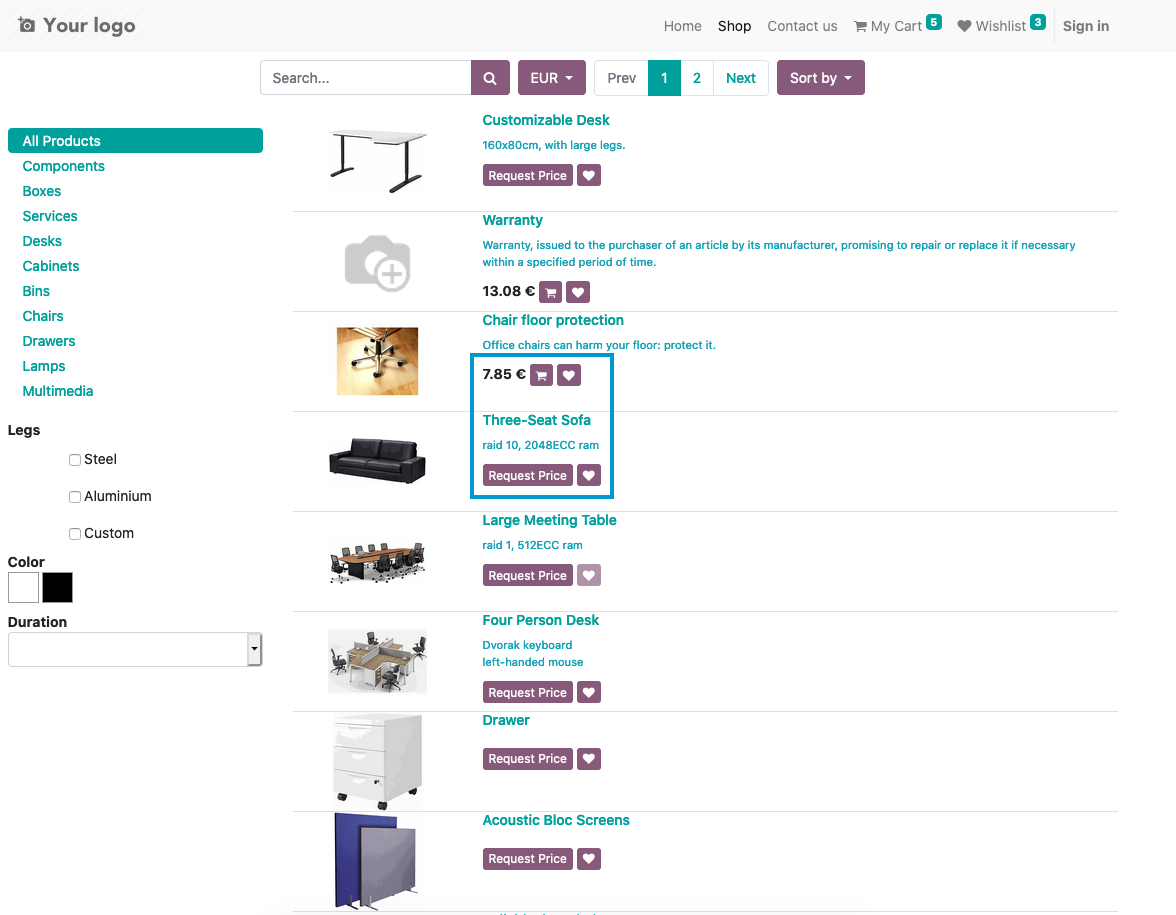 Your logo
Home Shop Contact us My Cart 5 Wishlist 3 Sign in
Search... EUR Prev 1 2 Next Sort by
All Products
Components
Boxes
Services
Desks
Cabinets
Bins
Chairs
Drawers
Lamps
Multimedia
Legs
Steel
Aluminium
Custom
Color
Duration
Customizable Desk
160x80cm, with large legs.
Request Price
Warranty
Warranty, issued to the purchaser of an article by its manufacturer, promising to repair or replace it if necessary
within a specified period of time.
13.08 €
Chair floor protection
Office chairs can harm your floor: protect it.
7.85 €
Three-Seat Sofa
raid 10, 2048ECC ram
Request Price
Large Meeting Table
raid 1, 512ECC ram
Request Price
Four Person Desk
Dvorak keyboard
left-handed mouse
Request Price
Drawer
Request Price
Acoustic Bloc Screens
Request Price